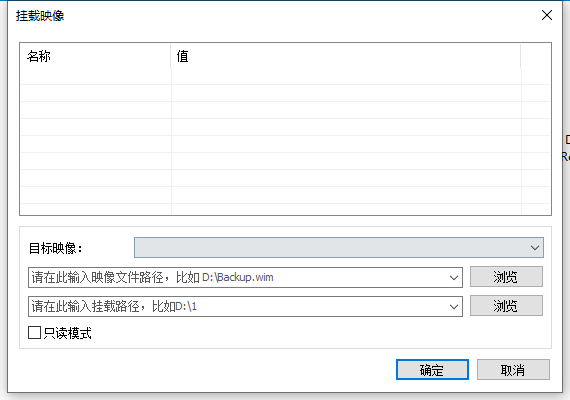 挂载映像
名称 值
目标映像：
请在此输入映像文件路径，比如 D:\Backup.wim 浏览
请在此输入挂载路径，比如D:\1 浏览
只读模式
确定 取消